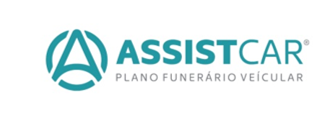 ASSISTCAR®
PLANO FUNERÁRIO VEÍCULAR